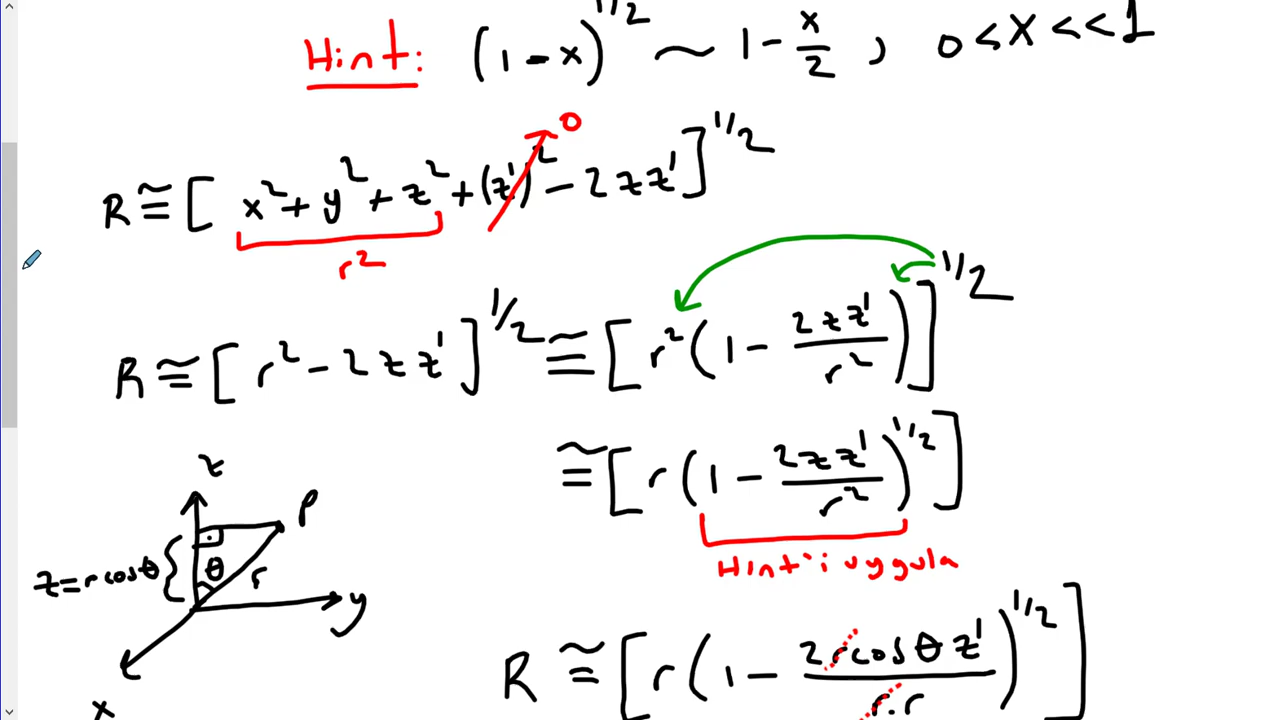 Hint: (1-x)^1/2 ~ 1 - x/2 , 0 < x << 1
R ≅ [ x² + y² + z² + (z')² - 2zz' ]^1/2
0
r²
R ≅ [ r² - 2zz' ]^1/2 ≅ [ r² ( 1 - 2zz'/r² ) ]^1/2
≅ [ r ( 1 - 2zz'/r² )^1/2 ]
Hint'i uygula
z
P
z = r cosθ
θ
r
y
x
R ≅ [ r ( 1 - 2 r cosθ z'/r.r )^1/2 ]